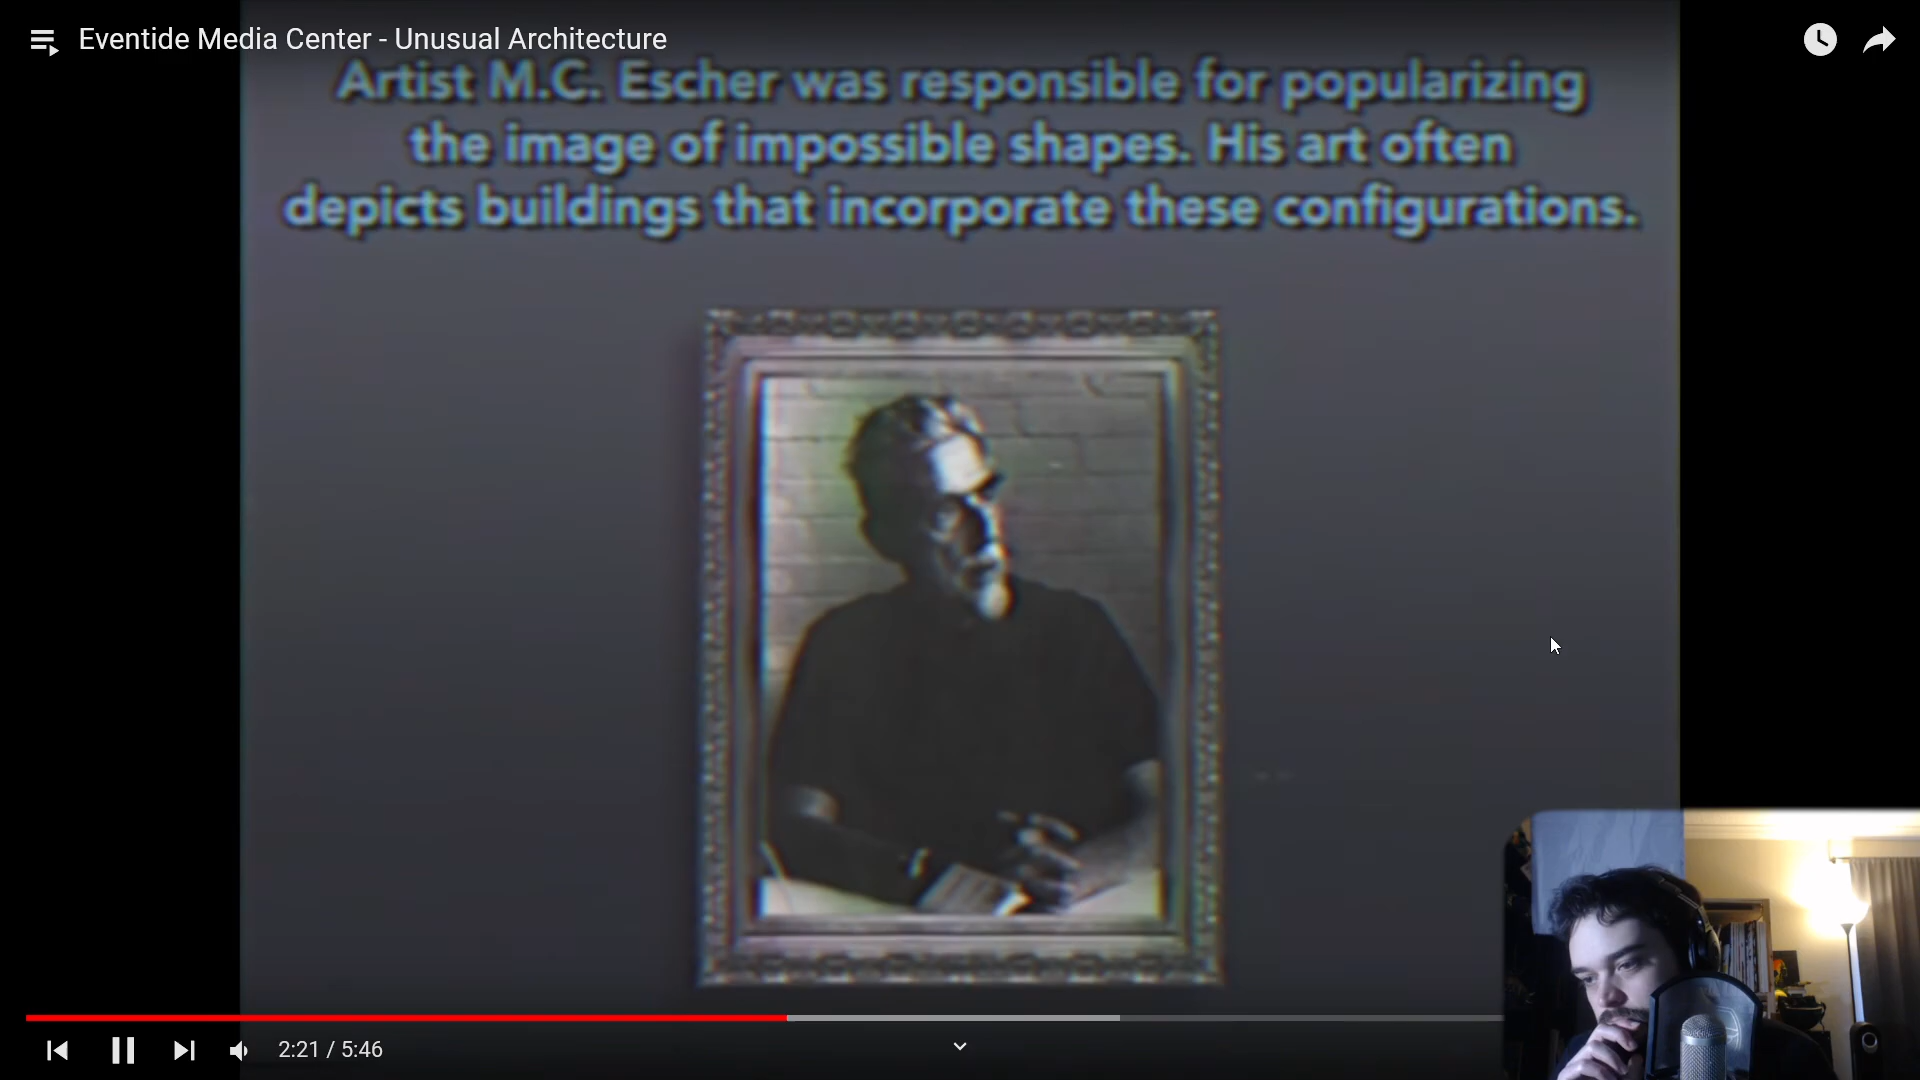 Eventide Media Center - Unusual Architecture
Artist M.C. Escher was responsible for popularizing
the image of impossible shapes. His art often
depicts buildings that incorporate these configurations.
2:21 / 5:46